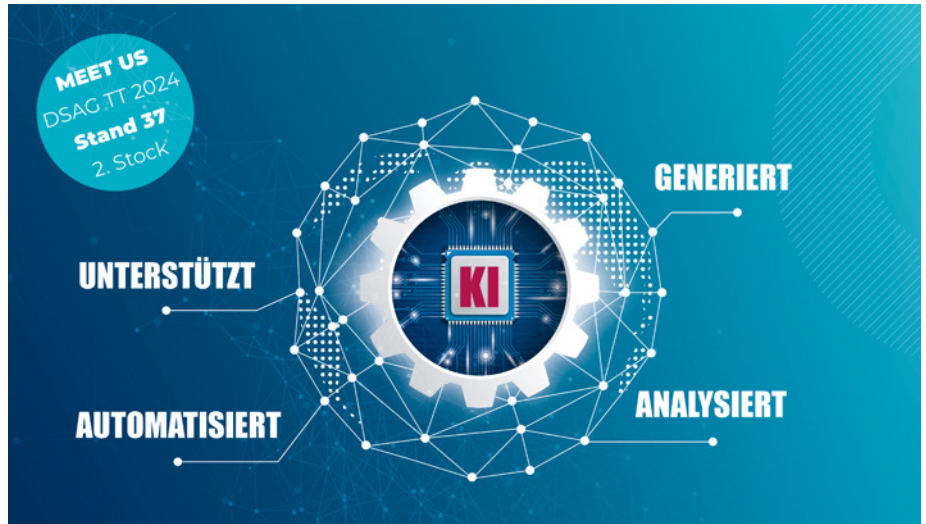 MEET US
DSAG TT 2024
Stand 37
2. Stock
GENERIERT
UNTERSTÜTZT
KI
ANALYSIERT
AUTOMATISIERT